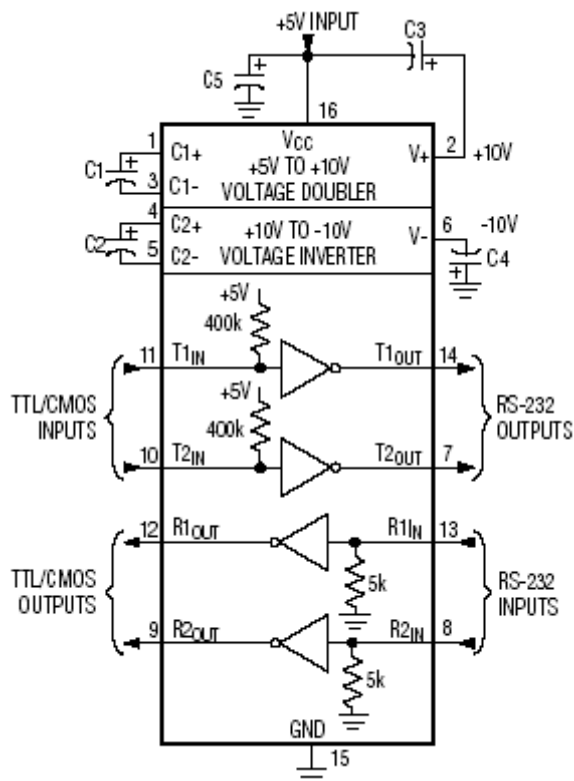 +5V INPUT
C3
C5
+
+
16
1
VCC
2
C1+
+5V TO +10V
V+
+10V
C1
+
3
C1-
VOLTAGE DOUBLER
4
C2+
+10V TO -10V
6
-10V
C2
+
5
C2-
VOLTAGE INVERTER
V-
+
C4
+5V
400k
11
T1IN
T1OUT
14
+5V
TTL/CMOS
INPUTS
RS-232
OUTPUTS
400k
10
T2IN
T2OUT
7
12
R1OUT
R1IN
13
TTL/CMOS
OUTPUTS
5k
RS-232
INPUTS
9
R2OUT
R2IN
8
5k
GND
15